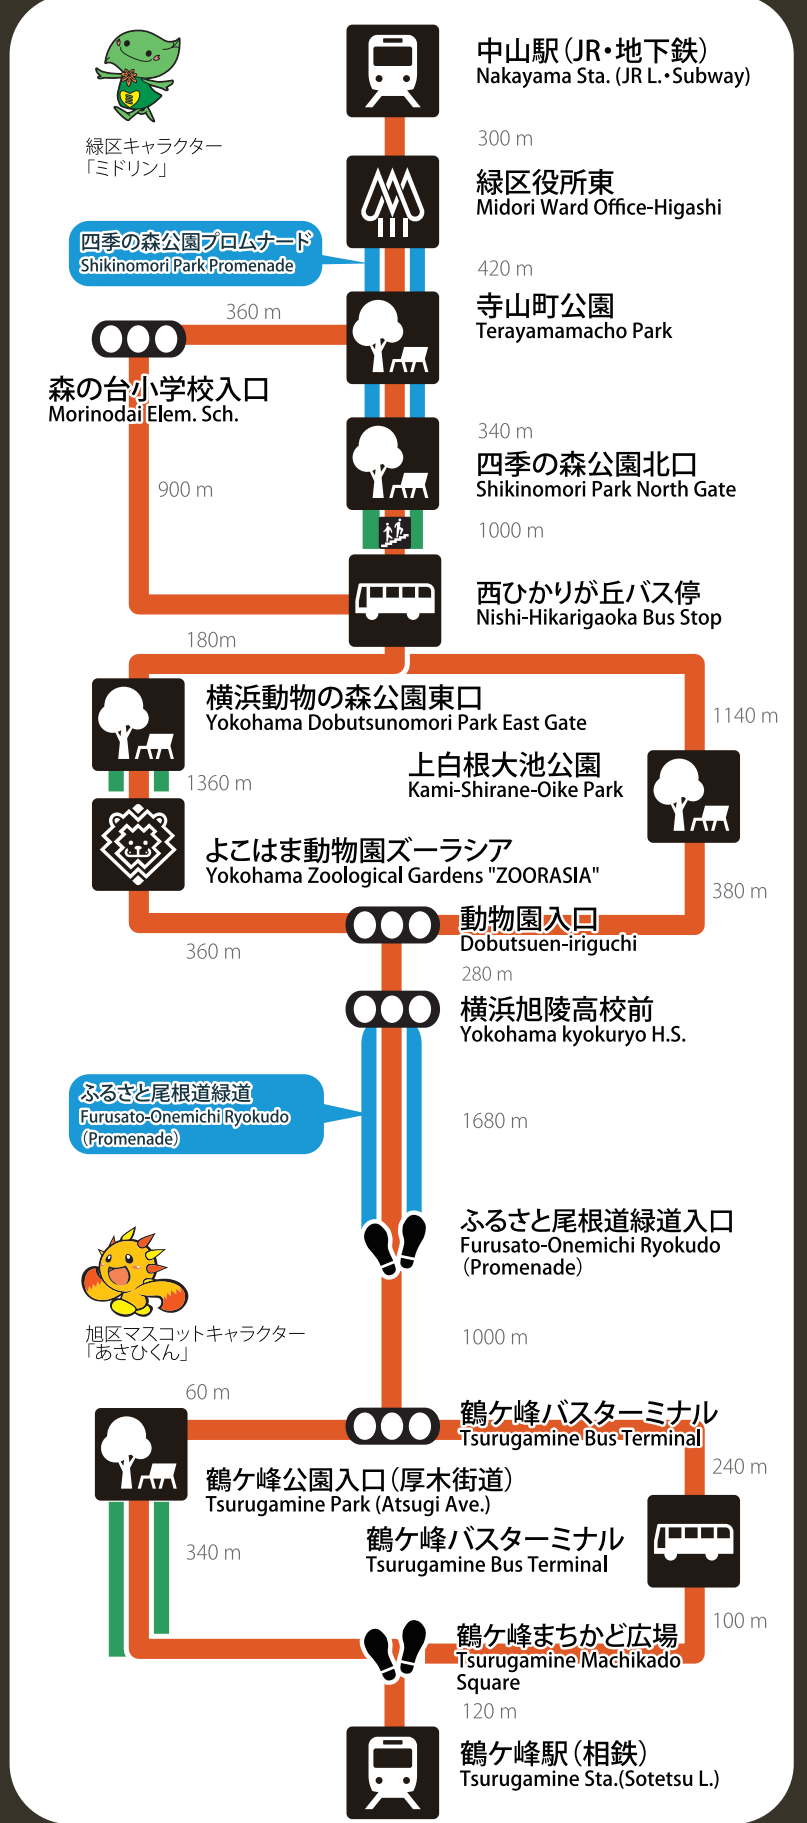 中山駅(JR・地下鉄)
Nakayama Sta. (JR L.・Subway)
緑区キャラクター
「ミドリン」
300 m
緑区役所東
Midori Ward Office-Higashi
四季の森公園プロムナード
Shikinomori Park Promenade
420 m
寺山町公園
Terayamamacho Park
360 m
森の台小学校入口
Morinodai Elem. Sch.
340 m
四季の森公園北口
Shikinomori Park North Gate
900 m
1000 m
西ひかりが丘バス停
Nishi-Hikarigaoka Bus Stop
180m
横浜動物の森公園東口
Yokohama Dobutsunomori Park East Gate
1140 m
上白根大池公園
Kami-Shirane-Oike Park
1360 m
よこはま動物園ズーラシア
Yokohama Zoological Gardens "ZOORASIA"
380 m
動物園入口
Dobutsuen-iriguchi
360 m
280 m
横浜旭陵高校前
Yokohama kyokuryo H.S.
ふるさと尾根道緑道
Furusato-Onemichi Ryokudo
(Promenade)
1680 m
ふるさと尾根道緑道入口
Furusato-Onemichi Ryokudo
(Promenade)
旭区マスコットキャラクター
「あさひくん」
1000 m
60 m
鶴ケ峰バスターミナル
Tsurugamine Bus Terminal
240 m
鶴ケ峰公園入口(厚木街道)
Tsurugamine Park (Atsugi Ave.)
鶴ケ峰バスターミナル
Tsurugamine Bus Terminal
340 m
100 m
鶴ケ峰まちかど広場
Tsurugamine Machikado
Square
120 m
鶴ケ峰駅(相鉄)
Tsurugamine Sta.(Sotetsu L.)